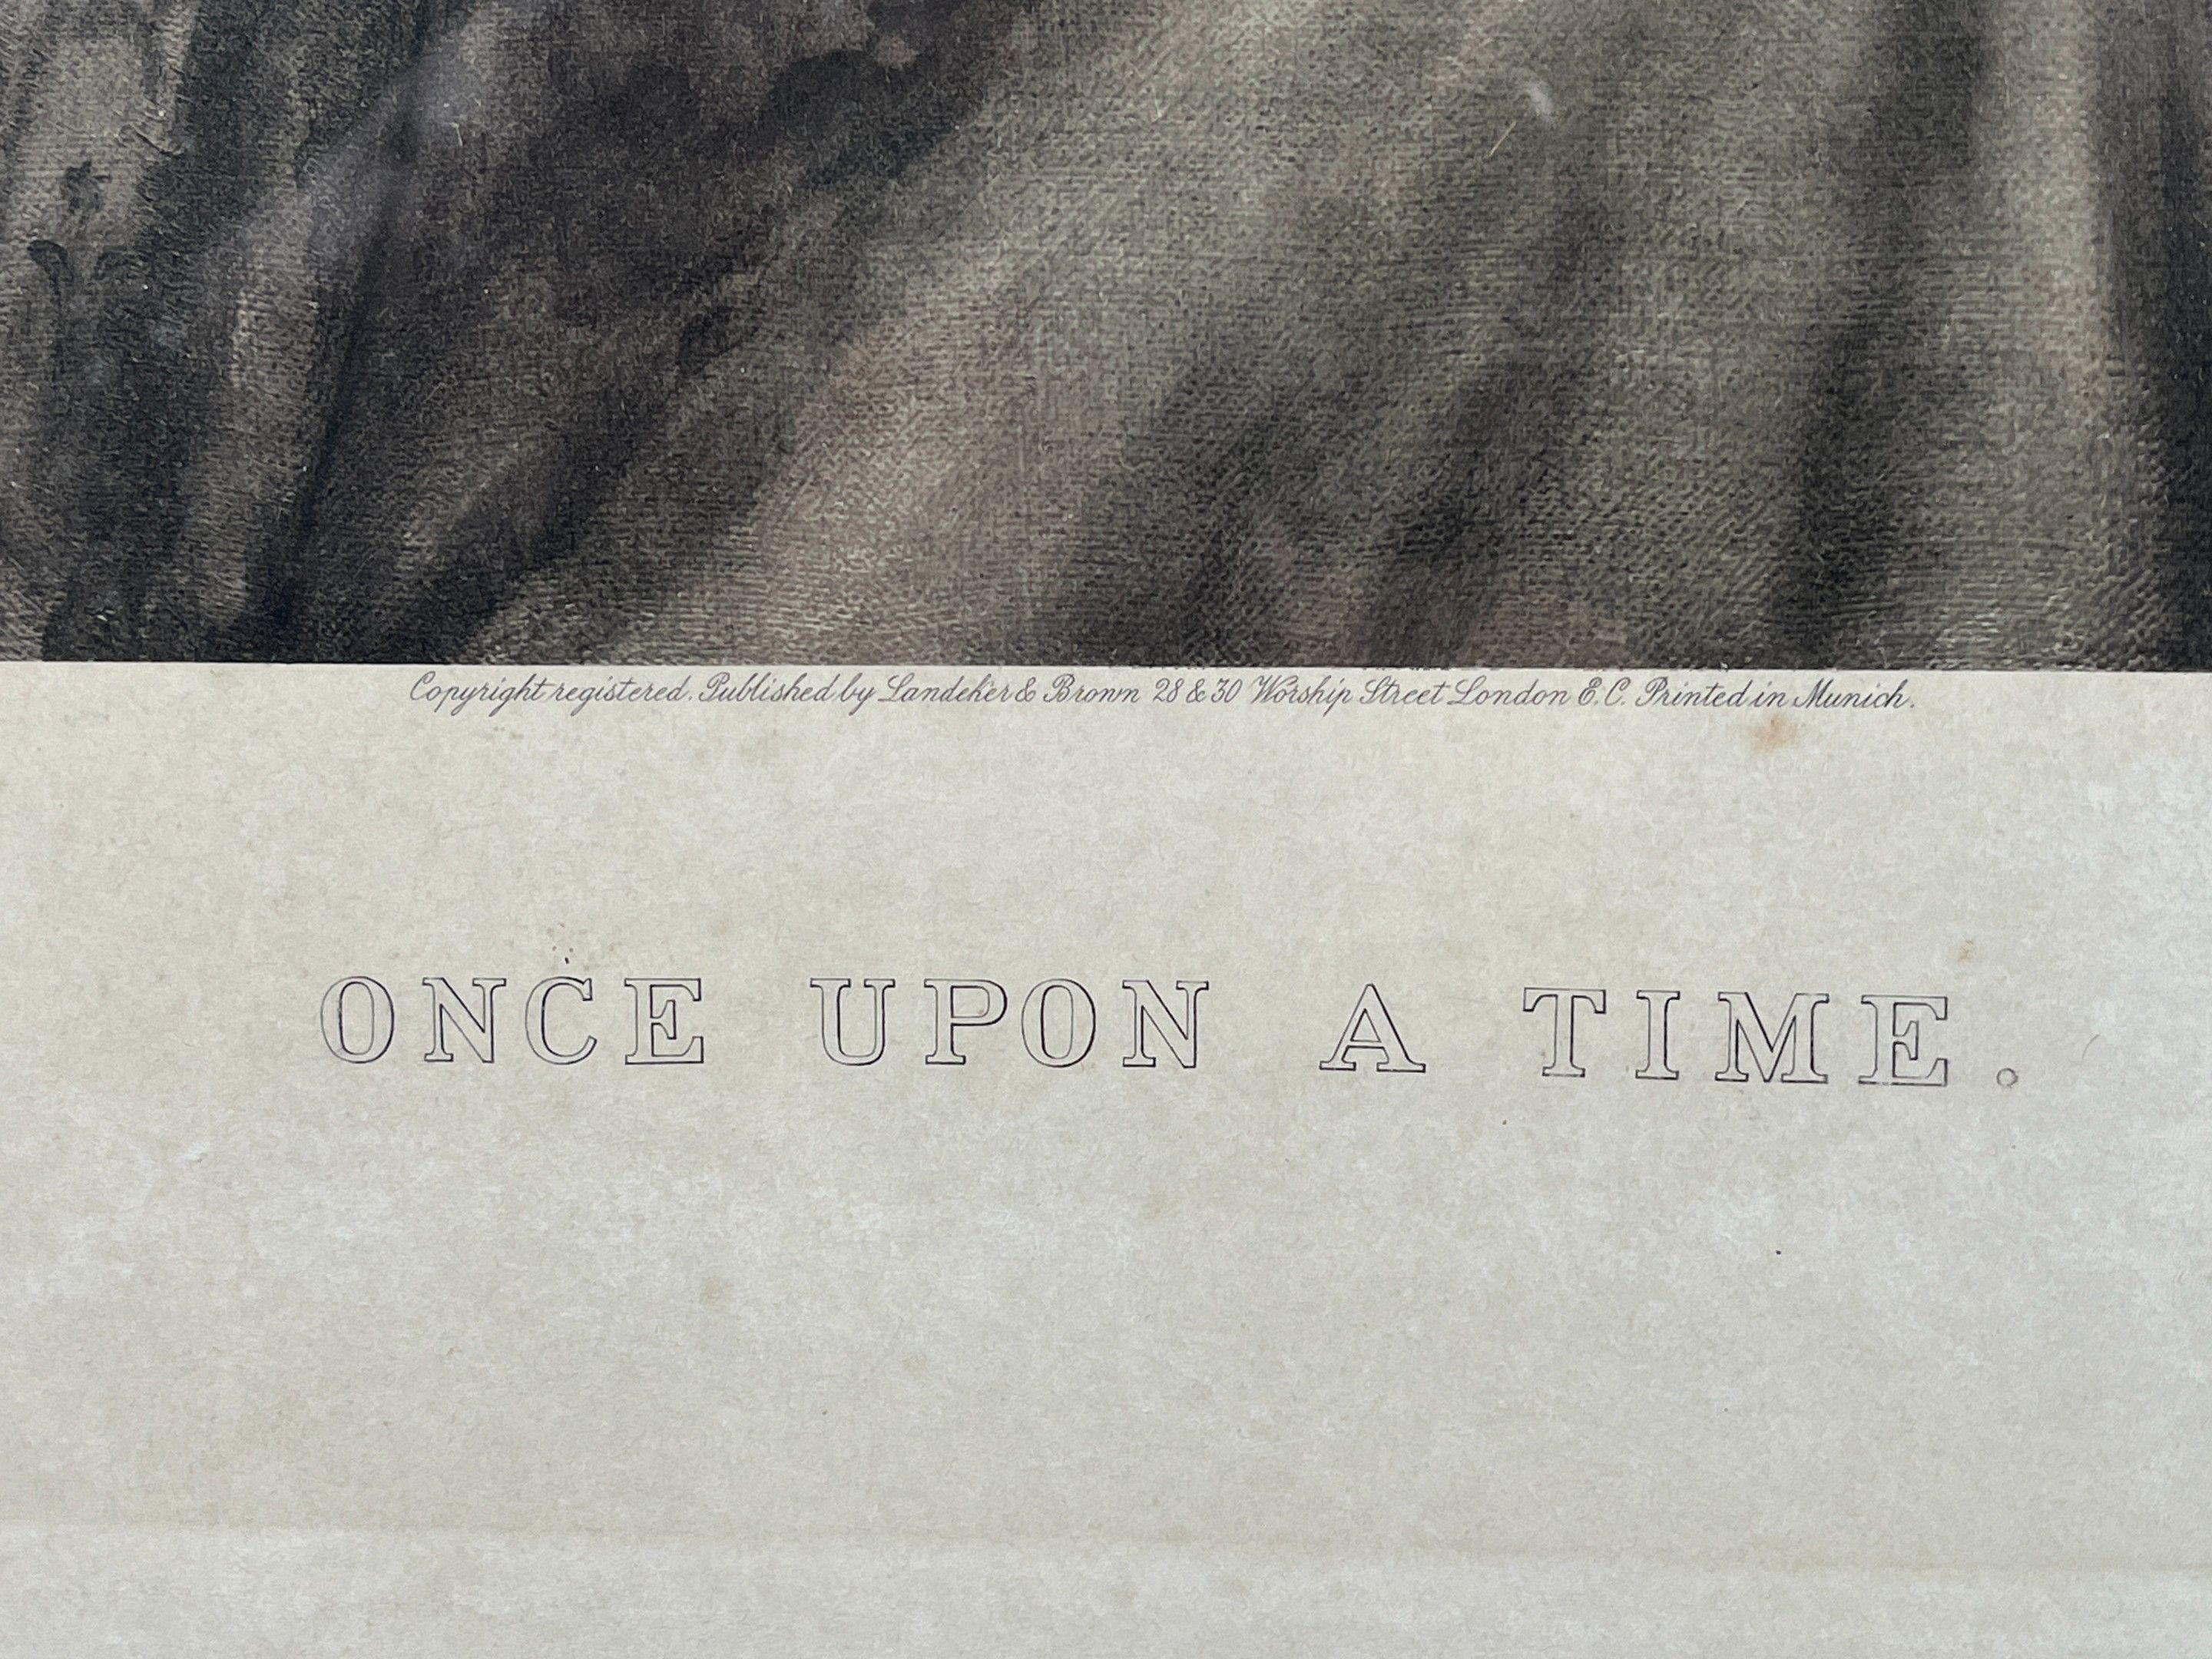 Copyright registered. Published by Landeker & Brown 28 & 30 Worship Street London E.C. Printed in Munich.
ONCE UPON A TIME.